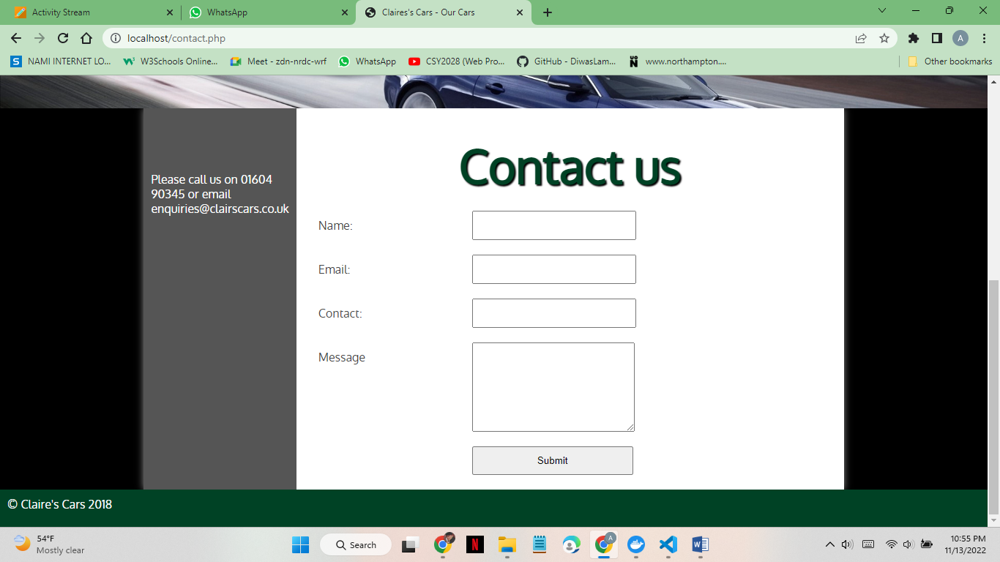 Activity Stream
WhatsApp
Claires's Cars - Our Cars
localhost/contact.php
A
S
NAMI INTERNET LO...
W3Schools Online...
Meet - zdn-nrdc-wrf
WhatsApp
CSY2028 (Web Pro...
GitHub - DiwasLam...
www.northampton....
Other bookmarks
Please call us on 01604
90345 or email
enquiries@clairscars.co.uk
Contact us
Name:
Email:
Contact:
Message
Submit
© Claire's Cars 2018
54°F
Mostly clear
Search
N
A
W
10:55 PM
11/13/2022